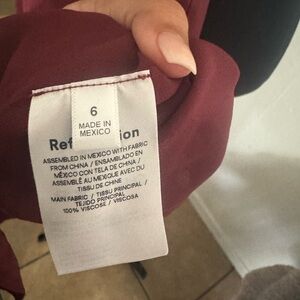 6
MADE IN
MEXICO
Ref ion
ASSEMBLED IN MEXICO WITH FABRIC
FROM CHINA / ENSAMBLADO EN
MÉXICO CON TELA DE CHINA /
ASSEMBLÉ AU MEXIQUE AVEC DU
TISSU DE CHINE
MAIN FABRIC / TISSU PRINCIPAL /
TEJIDO PRINCIPAL
100% VISCOSE / VISCOSA